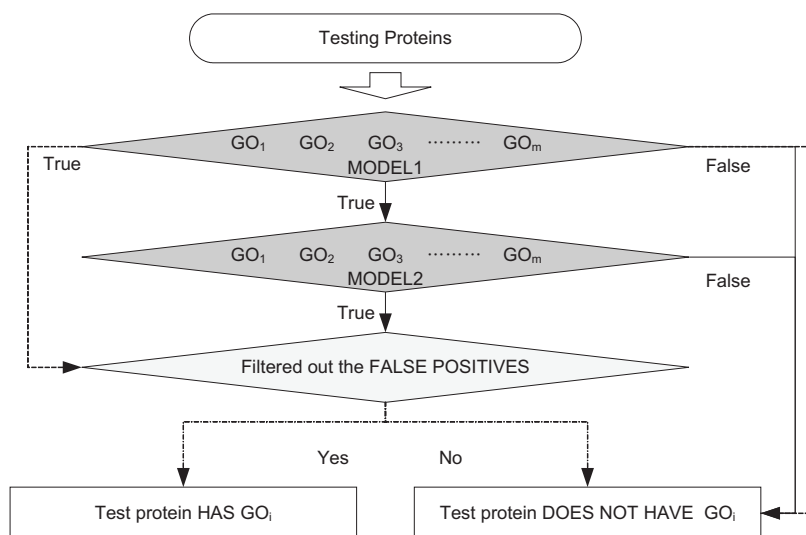 Testing Proteins
GO₁ GO₂ GO₃ ⋯⋯⋯ GOₘ
MODEL1
True
False
True
GO₁ GO₂ GO₃ ⋯⋯⋯ GOₘ
MODEL2
False
True
Filtered out the FALSE POSITIVES
Yes No
Test protein HAS GOᵢ
Test protein DOES NOT HAVE GOᵢ